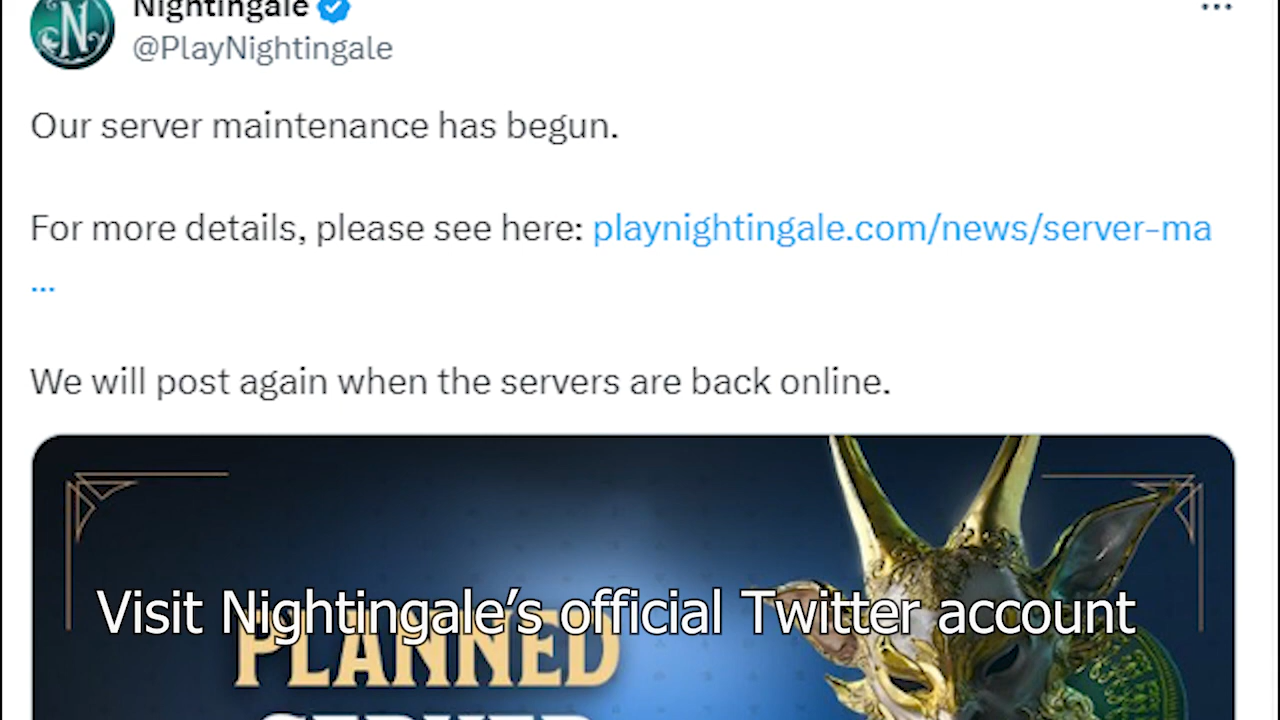 Nightingale
@PlayNightingale
Our server maintenance has begun.
For more details, please see here: playnightingale.com/news/server-ma
...
We will post again when the servers are back online.
Visit Nightingale’s official Twitter account
PLANNED
SERVER